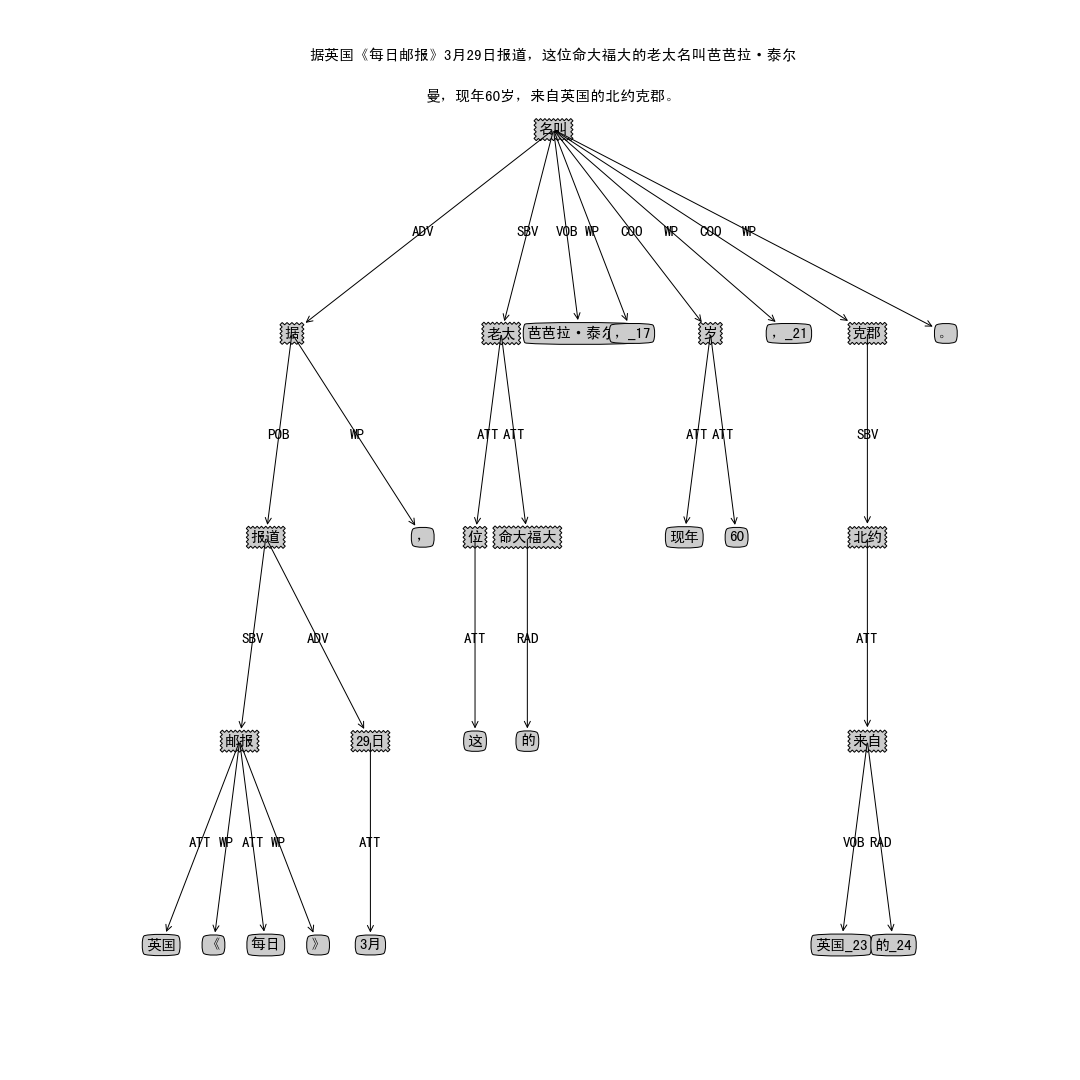 据英国《每日邮报》3月29日报道，这位命大福大的老太名叫芭芭拉·泰尔
曼，现年60岁，来自英国的北约克郡。
名叫
ADV SBV VOB WP COO WP COO WP
据 老太 芭芭拉·泰尔 ，_17 岁 ，_21 克郡 。
POB WP ATT ATT ATT ATT SBV
报道 ， 位 命大福大 现年 60 北约
SBV ADV ATT RAD ATT
邮报 29日 这 的 来自
ATT WP ATT WP ATT VOB RAD
英国 《 每日 》 3月 英国_23 的_24